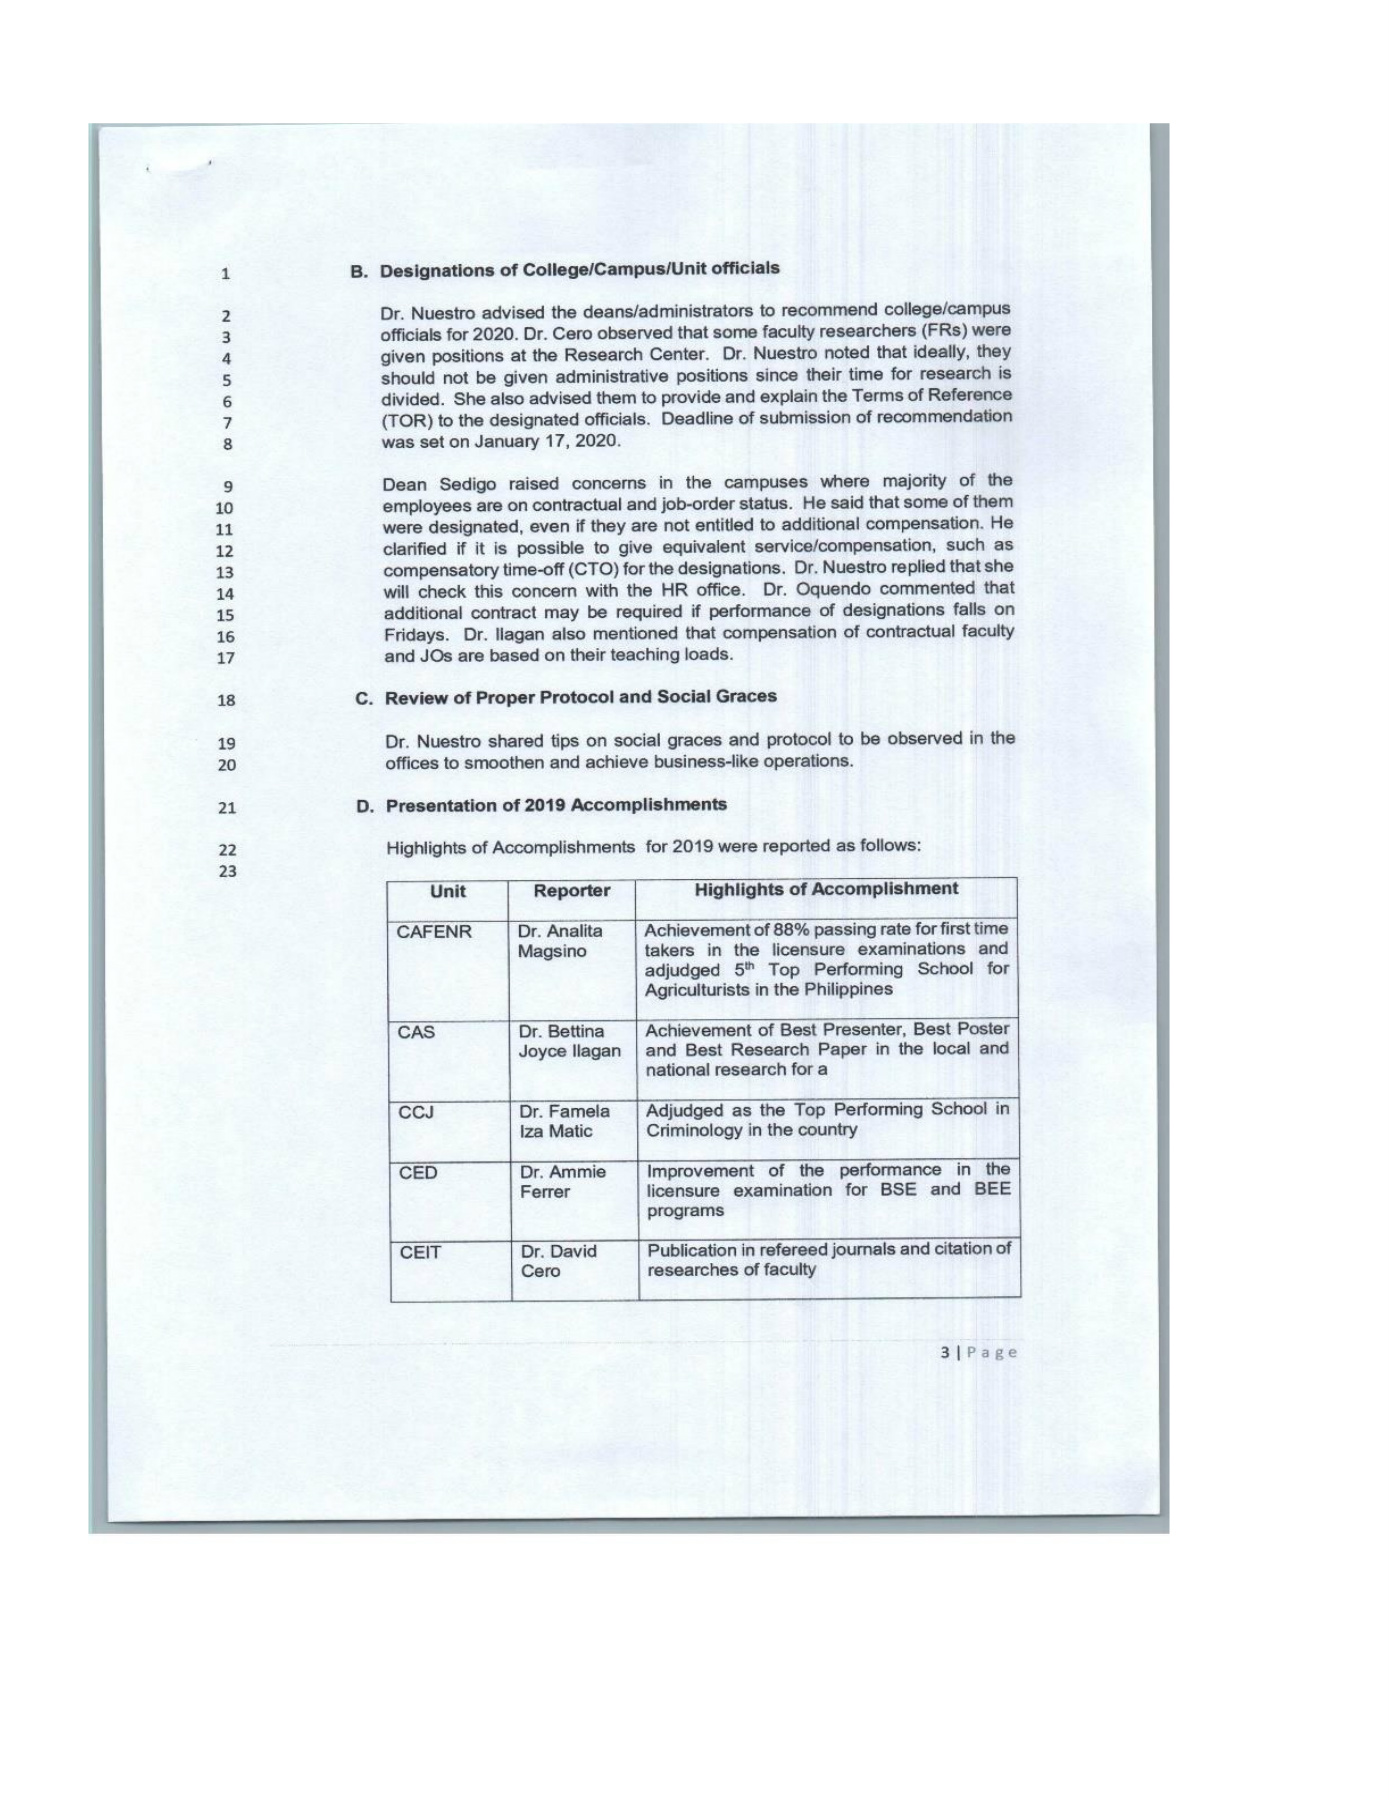 1 B. Designations of College/Campus/Unit officials
2 Dr. Nuestro advised the deans/administrators to recommend college/campus
3 officials for 2020. Dr. Cero observed that some faculty researchers (FRs) were
4 given positions at the Research Center. Dr. Nuestro noted that ideally, they
5 should not be given administrative positions since their time for research is
6 divided. She also advised them to provide and explain the Terms of Reference
7 (TOR) to the designated officials. Deadline of submission of recommendation
8 was set on January 17, 2020.
9 Dean Sedigo raised concerns in the campuses where majority of the
10 employees are on contractual and job-order status. He said that some of them
11 were designated, even if they are not entitled to additional compensation. He
12 clarified if it is possible to give equivalent service/compensation, such as
13 compensatory time-off (CTO) for the designations. Dr. Nuestro replied that she
14 will check this concern with the HR office. Dr. Oquendo commented that
15 additional contract may be required if performance of designations falls on
16 Fridays. Dr. Ilagan also mentioned that compensation of contractual faculty
17 and JOs are based on their teaching loads.
18 C. Review of Proper Protocol and Social Graces
19 Dr. Nuestro shared tips on social graces and protocol to be observed in the
20 offices to smoothen and achieve business-like operations.
21 D. Presentation of 2019 Accomplishments
22 Highlights of Accomplishments for 2019 were reported as follows:
23
Unit Reporter Highlights of Accomplishment
CAFENR Dr. Analita Achievement of 88% passing rate for first time
Magsino takers in the licensure examinations and
adjudged 5th Top Performing School for
Agriculturists in the Philippines
CAS Dr. Bettina Achievement of Best Presenter, Best Poster
Joyce Ilagan and Best Research Paper in the local and
national research for a
CCJ Dr. Famela Adjudged as the Top Performing School in
Iza Matic Criminology in the country
CED Dr. Ammie Improvement of the performance in the
Ferrer licensure examination for BSE and BEE
programs
CEIT Dr. David Publication in refereed journals and citation of
Cero researches of faculty
3 | Page